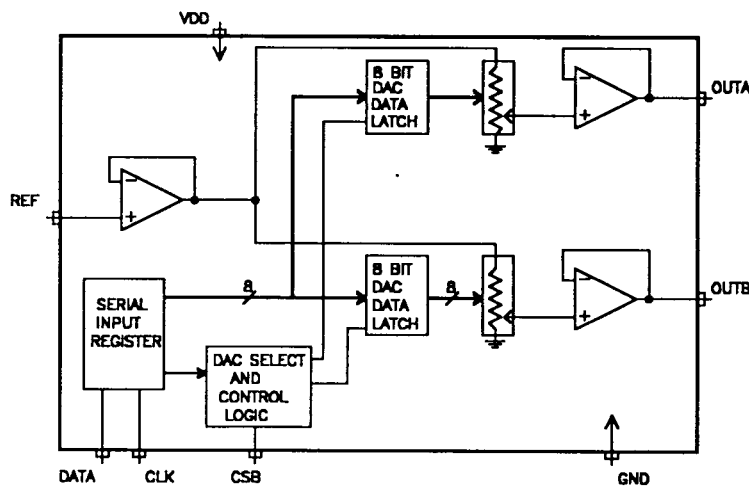 VDD
8 BIT
DAC
DATA
LATCH
−
+
OUTA
−
+
REF
8
8 BIT
DAC
DATA
LATCH
8
−
+
OUTB
SERIAL
INPUT
REGISTER
DAC SELECT
AND
CONTROL
LOGIC
DATA
CLK
CSB
GND